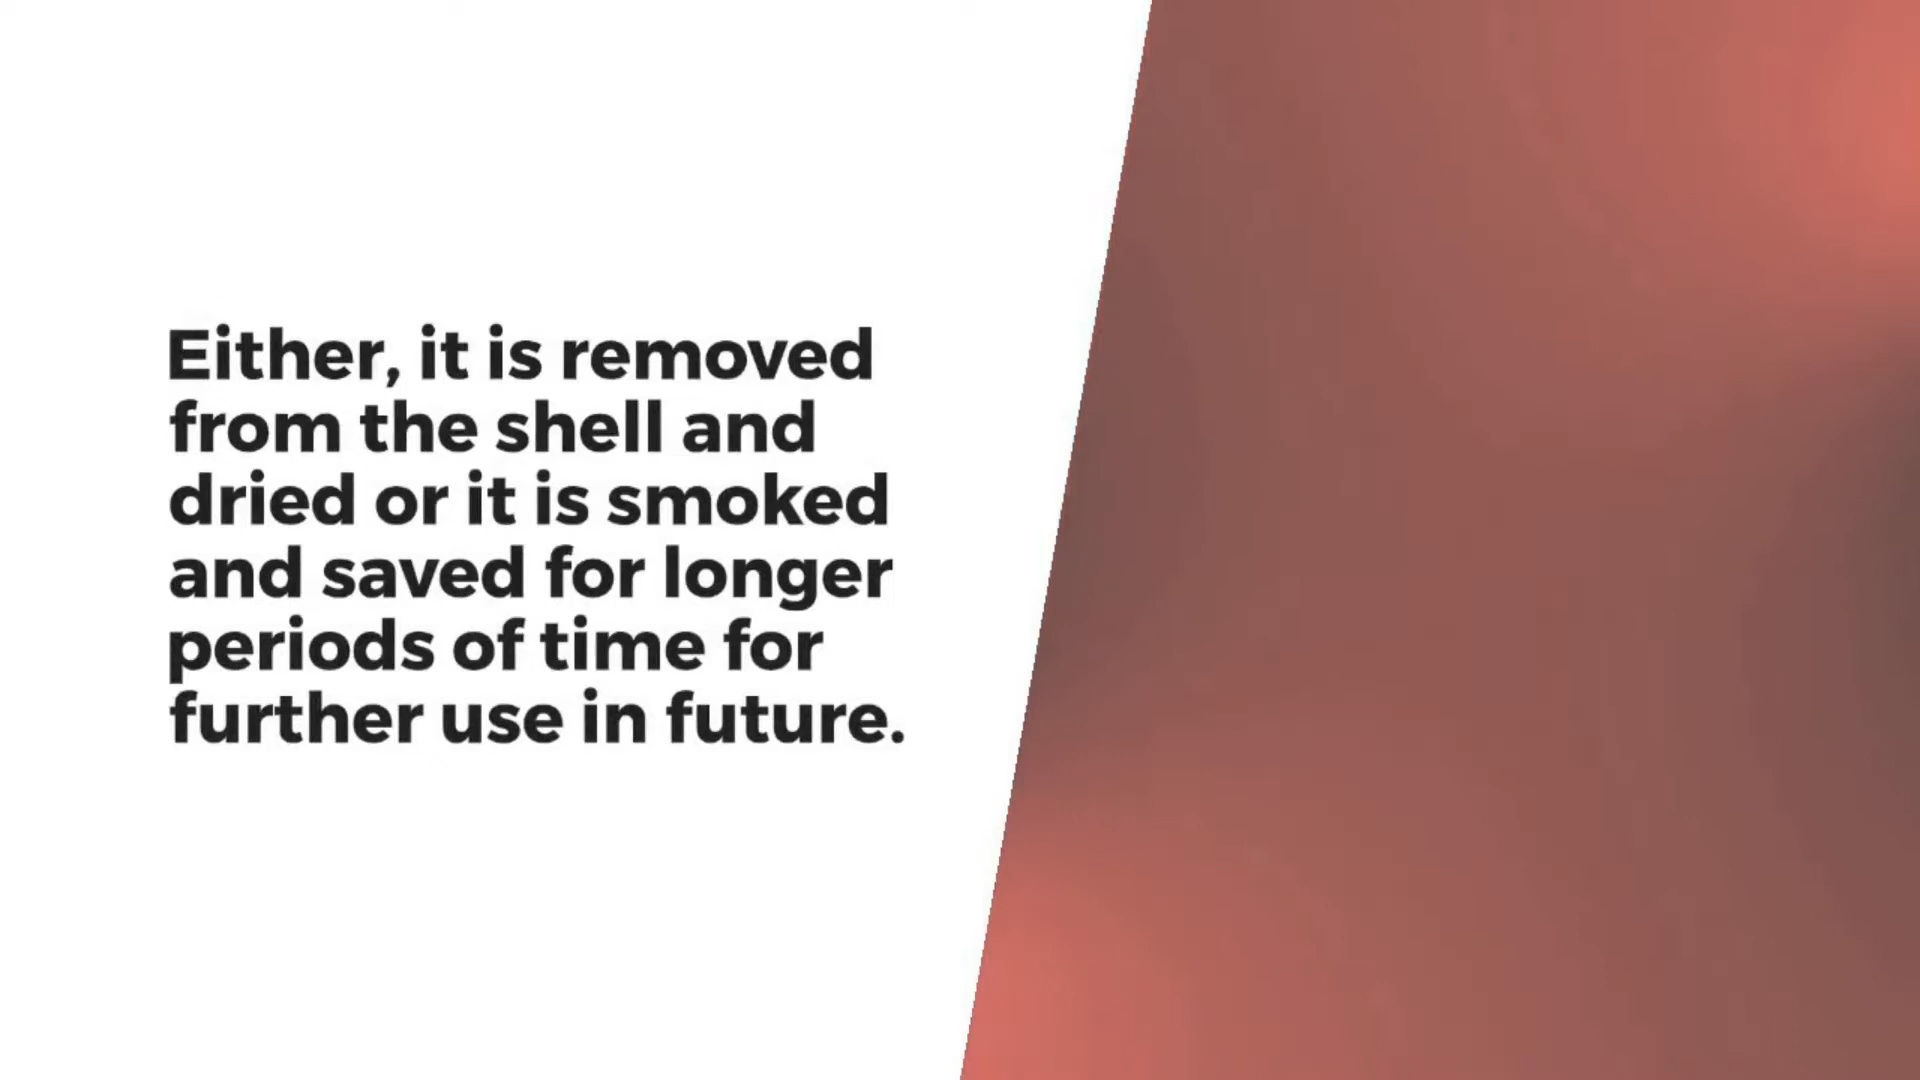 Either, it is removed
from the shell and
dried or it is smoked
and saved for longer
periods of time for
further use in future.